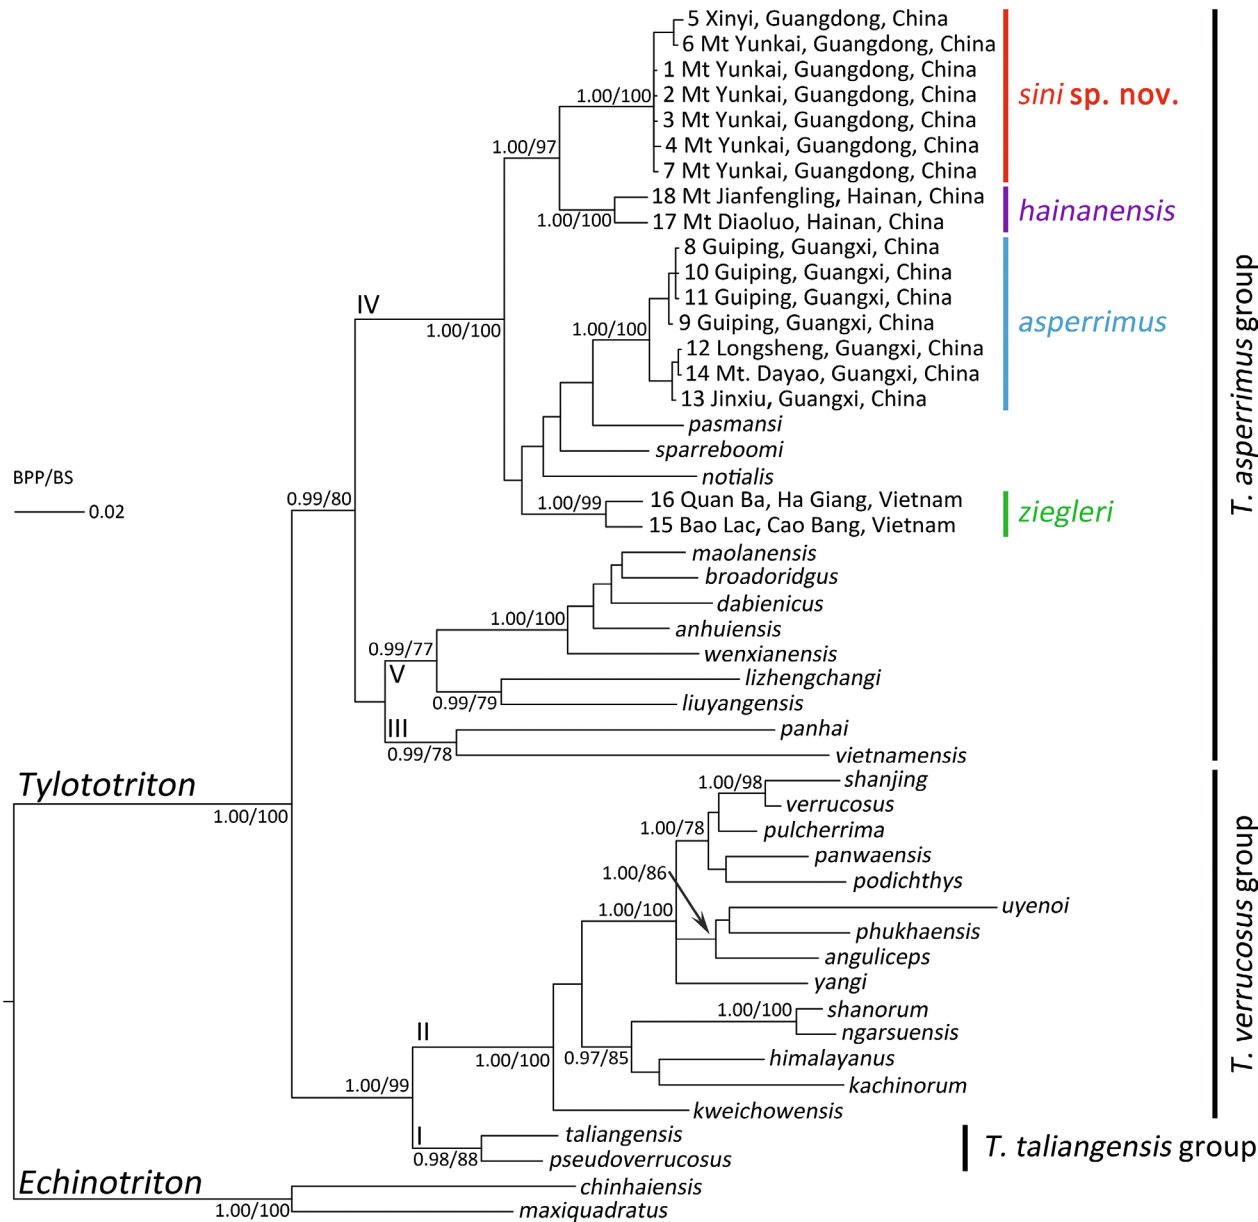 5 Xinyi, Guangdong, China
6 Mt Yunkai, Guangdong, China
1 Mt Yunkai, Guangdong, China
1.00/100
2 Mt Yunkai, Guangdong, China
sini sp. nov.
3 Mt Yunkai, Guangdong, China
1.00/97
4 Mt Yunkai, Guangdong, China
7 Mt Yunkai, Guangdong, China
18 Mt Jianfengling, Hainan, China
1.00/100
17 Mt Diaoluo, Hainan, China
hainanensis
8 Guiping, Guangxi, China
10 Guiping, Guangxi, China
11 Guiping, Guangxi, China
IV
1.00/100
1.00/100
9 Guiping, Guangxi, China
asperrimus
12 Longsheng, Guangxi, China
14 Mt. Dayao, Guangxi, China
13 Jinxiu, Guangxi, China
T. asperrimus group
pasmansi
sparreboomi
BPP/BS
notialis
0.02
0.99/80
1.00/99
16 Quan Ba, Ha Giang, Vietnam
15 Bao Lac, Cao Bang, Vietnam
ziegleri
maolanensis
broadoridgus
dabienicus
1.00/100
anhuiensis
0.99/77
wenxianensis
V
lizhengchangi
0.99/79
liuyangensis
III
panhai
0.99/78
vietnamensis
Tylototriton
1.00/100
1.00/98
shanjing
verrucosus
1.00/78
pulcherrima
panwaensis
1.00/86
podichthys
1.00/100
uyenoi
phukhaensis
anguliceps
yangi
T. verrucosus group
1.00/100
shanorum
II
ngarsuensis
1.00/100
0.97/85
himalayanus
1.00/99
kachinorum
kweichowensis
I
taliangensis
0.98/88
pseudoverrucosus
T. taliangensis group
Echinotriton
chinhaiensis
1.00/100
maxiquadratus